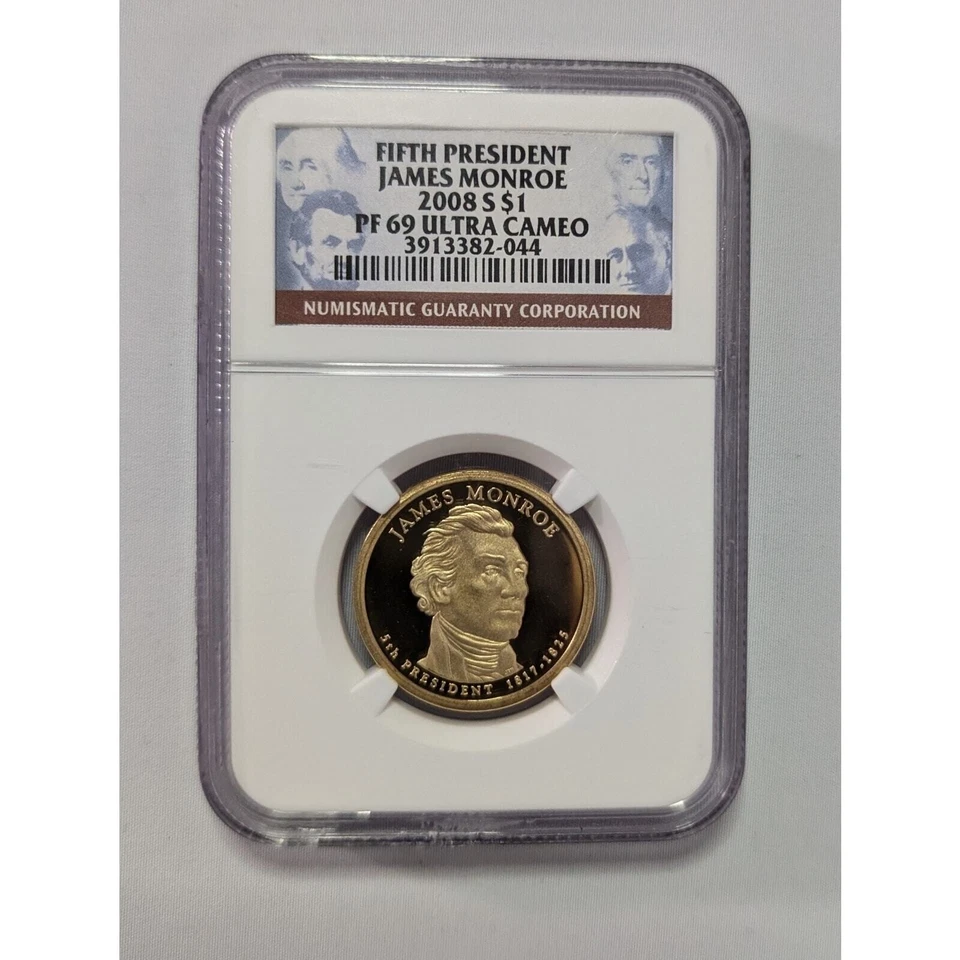 FIFTH PRESIDENT
JAMES MONROE
2008 S $1
PF 69 ULTRA CAMEO
3913382-044
NUMISMATIC GUARANTY CORPORATION
JAMES MONROE
5th PRESIDENT 1817-1825